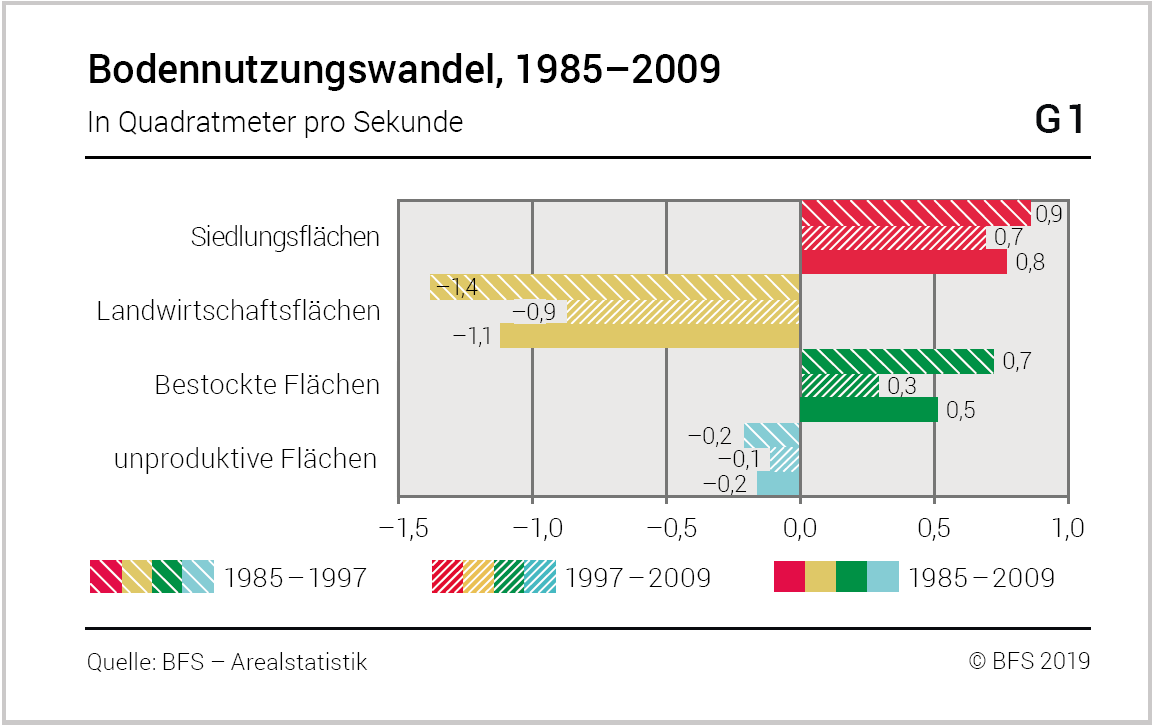 Bodennutzungswandel, 1985–2009
In Quadratmeter pro Sekunde
G 1
Siedlungsflächen
0,9
0,7
0,8
Landwirtschaftsflächen
–1,4
–0,9
–1,1
Bestockte Flächen
0,7
0,3
0,5
unproduktive Flächen
–0,2
–0,1
–0,2
–1,5 –1,0 –0,5 0,0 0,5 1,0
1985 – 1997 1997 – 2009 1985 – 2009
Quelle: BFS – Arealstatistik
© BFS 2019